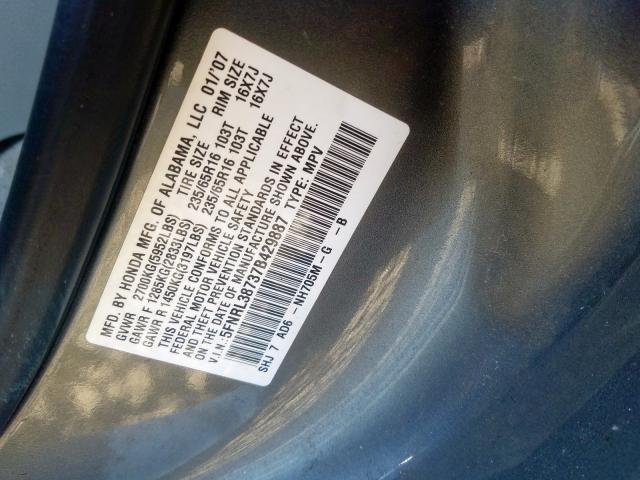 MFD. BY HONDA MFG. OF ALABAMA, LLC 01/'07
GVWR 2700KG(5952LBS) TIRE SIZE RIM SIZE
GAWR F 1285KG(2833LBS) 235/65R16 103T 16X7J
GAWR R 1450KG(3197LBS) 235/65R16 103T 16X7J
THIS VEHICLE CONFORMS TO ALL APPLICABLE
FEDERAL MOTOR VEHICLE SAFETY
AND THEFT PREVENTION STANDARDS IN EFFECT
ON THE DATE OF MANUFACTURE SHOWN ABOVE.
V.I.N.:5FNRL38737B429887 TYPE: MPV
SHJ 7 AD6 -NH705M-G -B